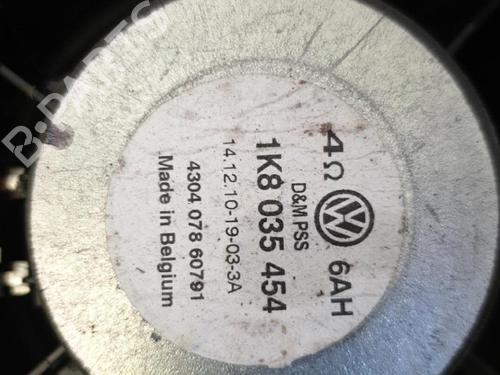 4Ω VW 6AH
D&M PSS
1K8 035 454
14.12.10-19-03-3A
4304 078 60791
Made in Belgium
B-PARTS